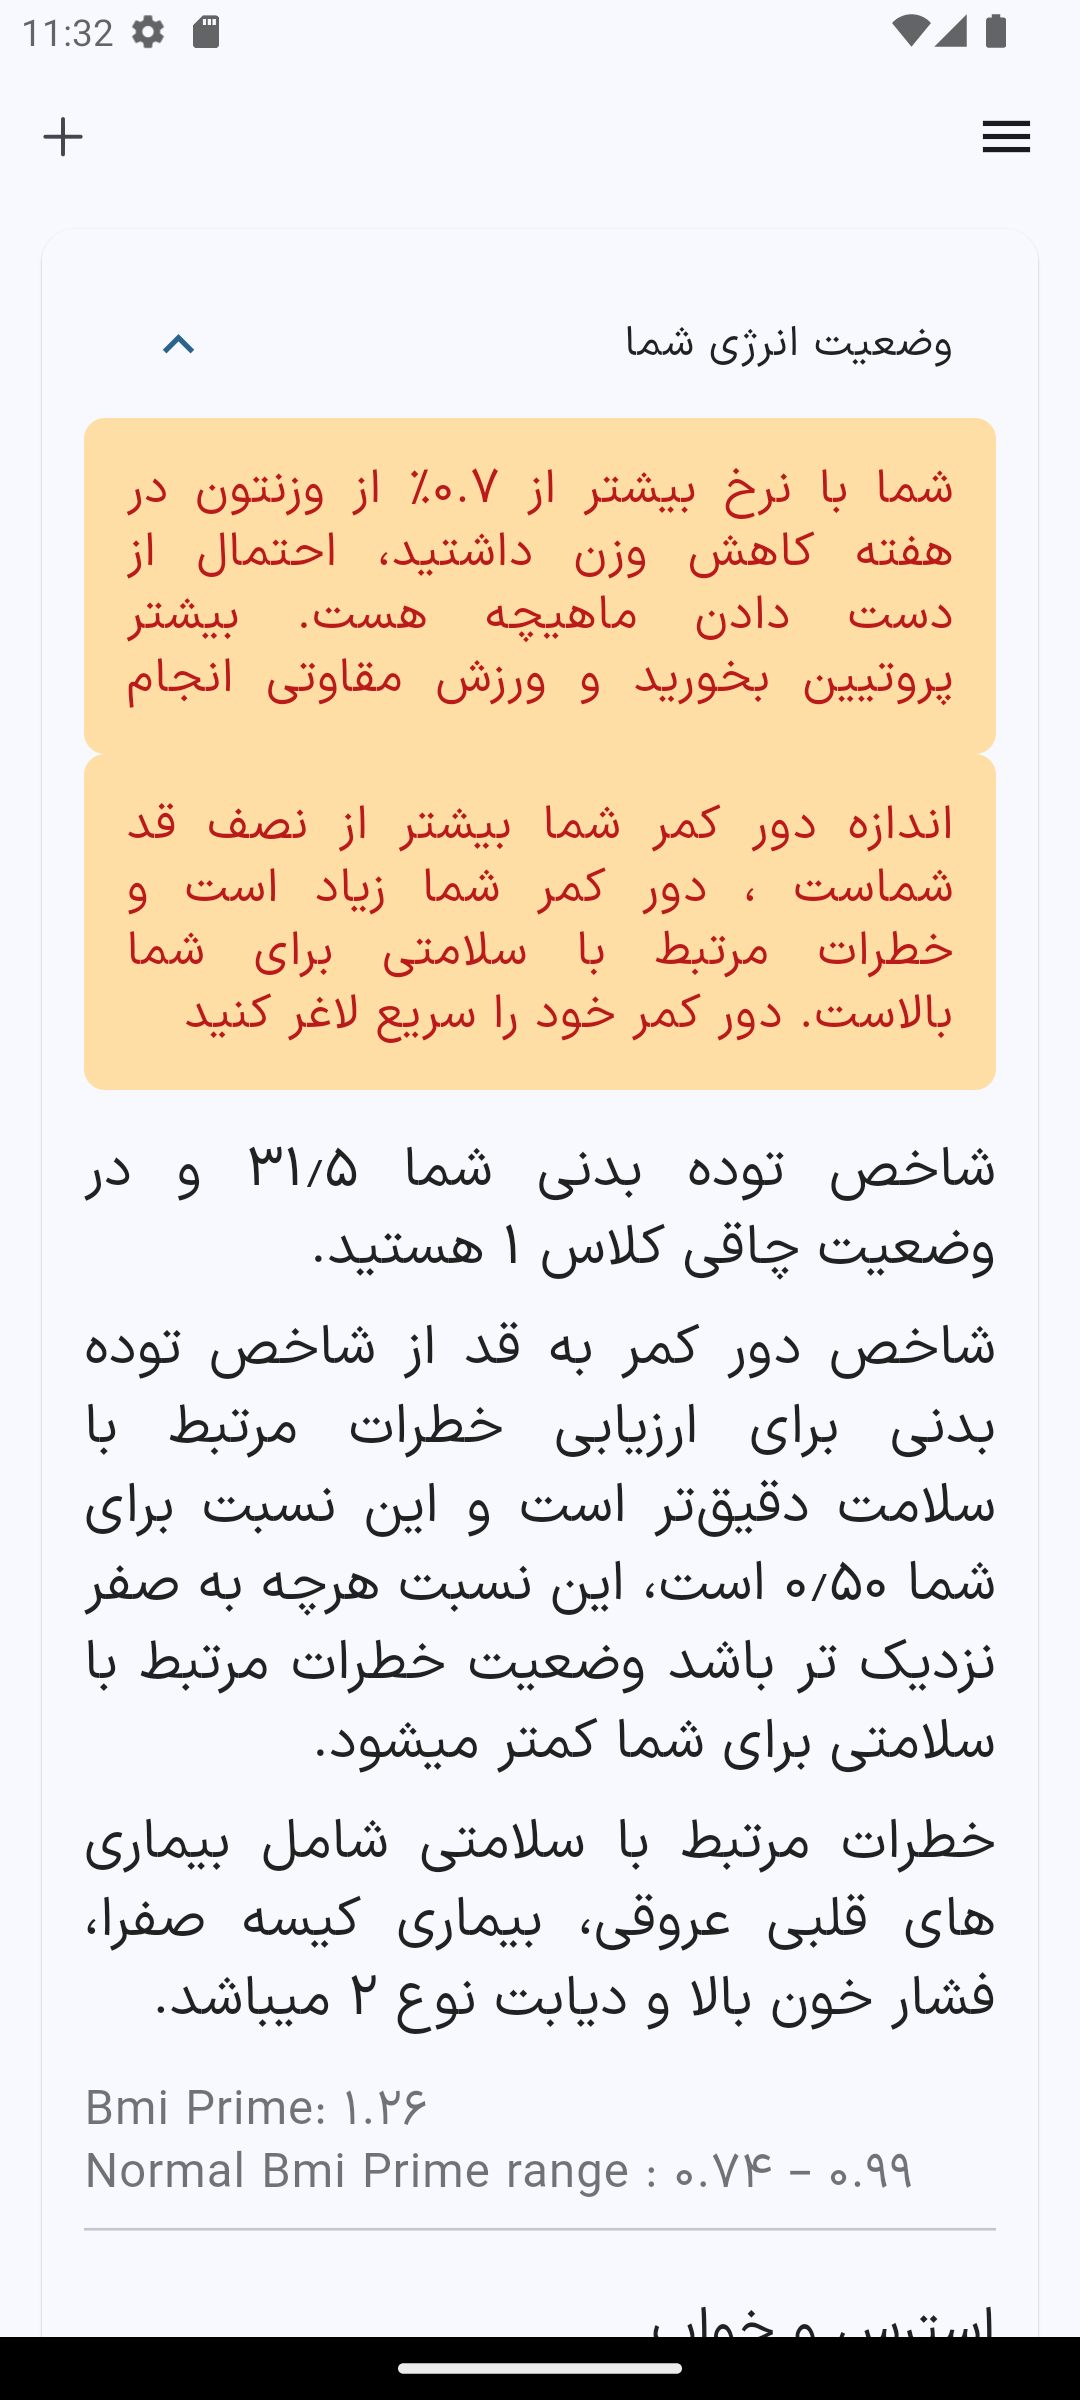 11:32
وضعیت انرژی شما
شما با نرخ بیشتر از ۰.۷٪ از وزنتون در
هفته کاهش وزن داشتید، احتمال از
دست دادن ماهیچه هست. بیشتر
پروتیین بخورید و ورزش مقاوتی انجام
اندازه دور کمر شما بیشتر از نصف قد
شماست ، دور کمر شما زیاد است و
خطرات مرتبط با سلامتی برای شما
بالاست. دور کمر خود را سریع لاغر کنید
شاخص توده بدنی شما ۳۱/۵ و در
وضعیت چاقی کلاس ۱ هستید.
شاخص دور کمر به قد از شاخص توده
بدنی برای ارزیابی خطرات مرتبط با
سلامت دقیق‌تر است و این نسبت برای
شما ۰/۵۰ است، این نسبت هرچه به صفر
نزدیک تر باشد وضعیت خطرات مرتبط با
سلامتی برای شما کمتر میشود.
خطرات مرتبط با سلامتی شامل بیماری
های قلبی عروقی، بیماری کیسه صفرا،
فشار خون بالا و دیابت نوع ۲ میباشد.
Bmi Prime: ۱.۲۶
Normal Bmi Prime range : ۰.۷۴ – ۰.۹۹
استرس و خواب